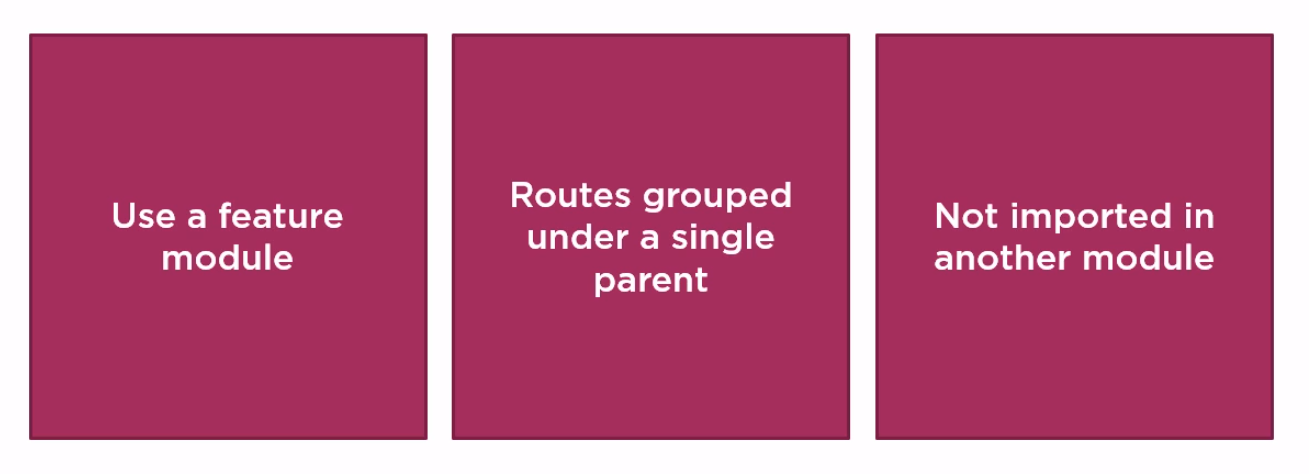 Use a feature
module
Routes grouped
under a single
parent
Not imported in
another module